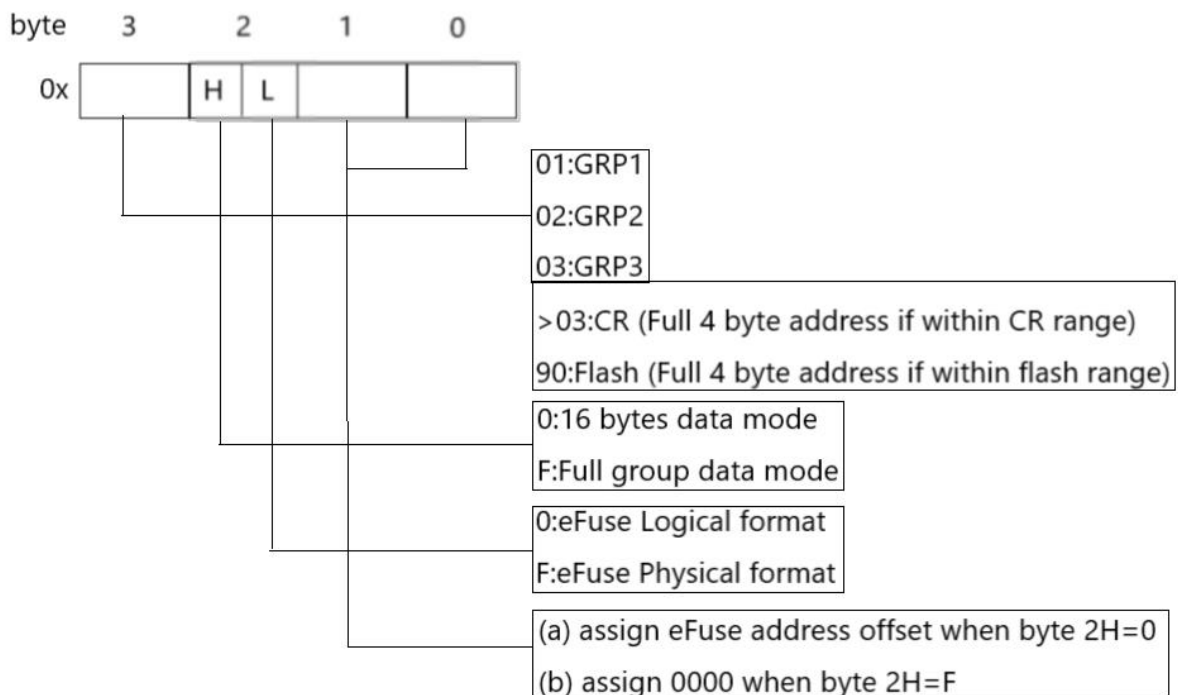 byte 3 2 1 0
0x H L
01:GRP1
02:GRP2
03:GRP3
>03:CR (Full 4 byte address if within CR range)
90:Flash (Full 4 byte address if within flash range)
0:16 bytes data mode
F:Full group data mode
0:eFuse Logical format
F:eFuse Physical format
(a) assign eFuse address offset when byte 2H=0
(b) assign 0000 when byte 2H=F